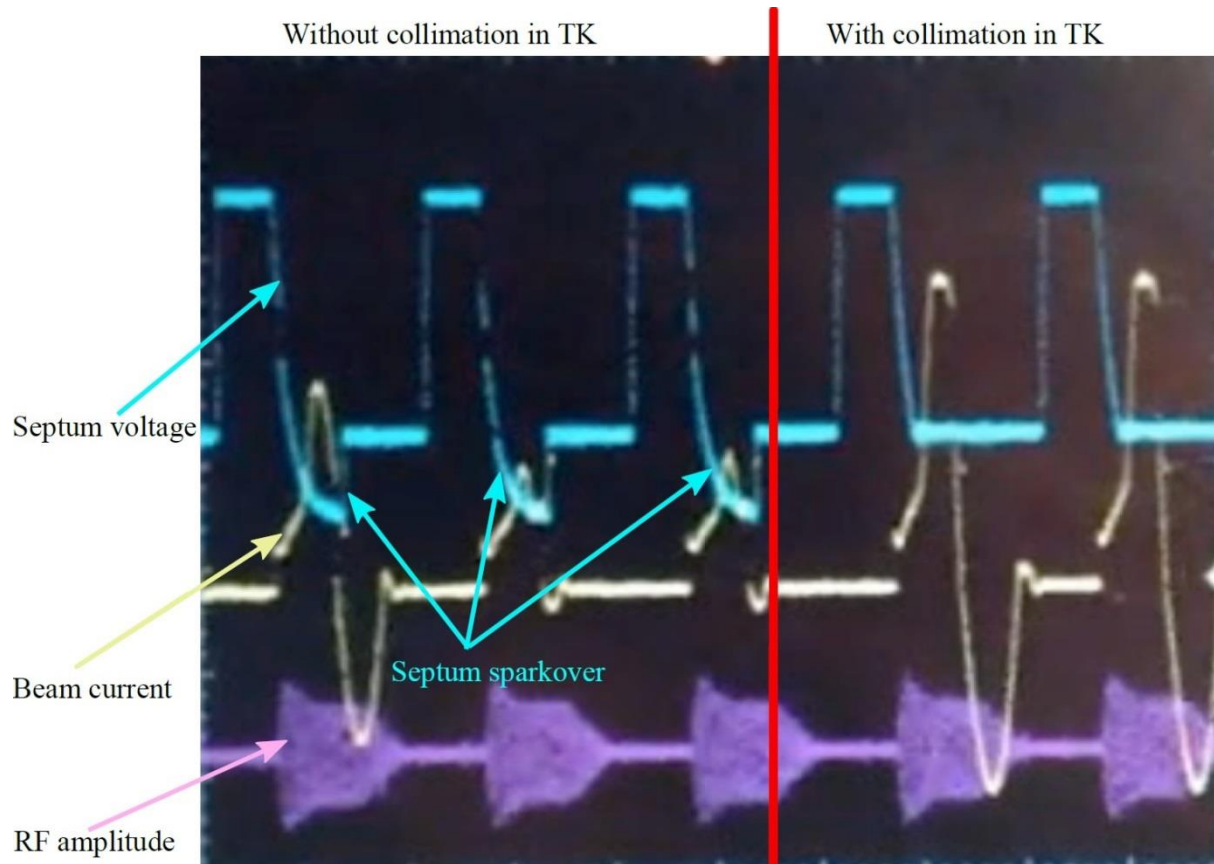 Without collimation in TK
With collimation in TK
Septum voltage
Septum sparkover
Beam current
RF amplitude